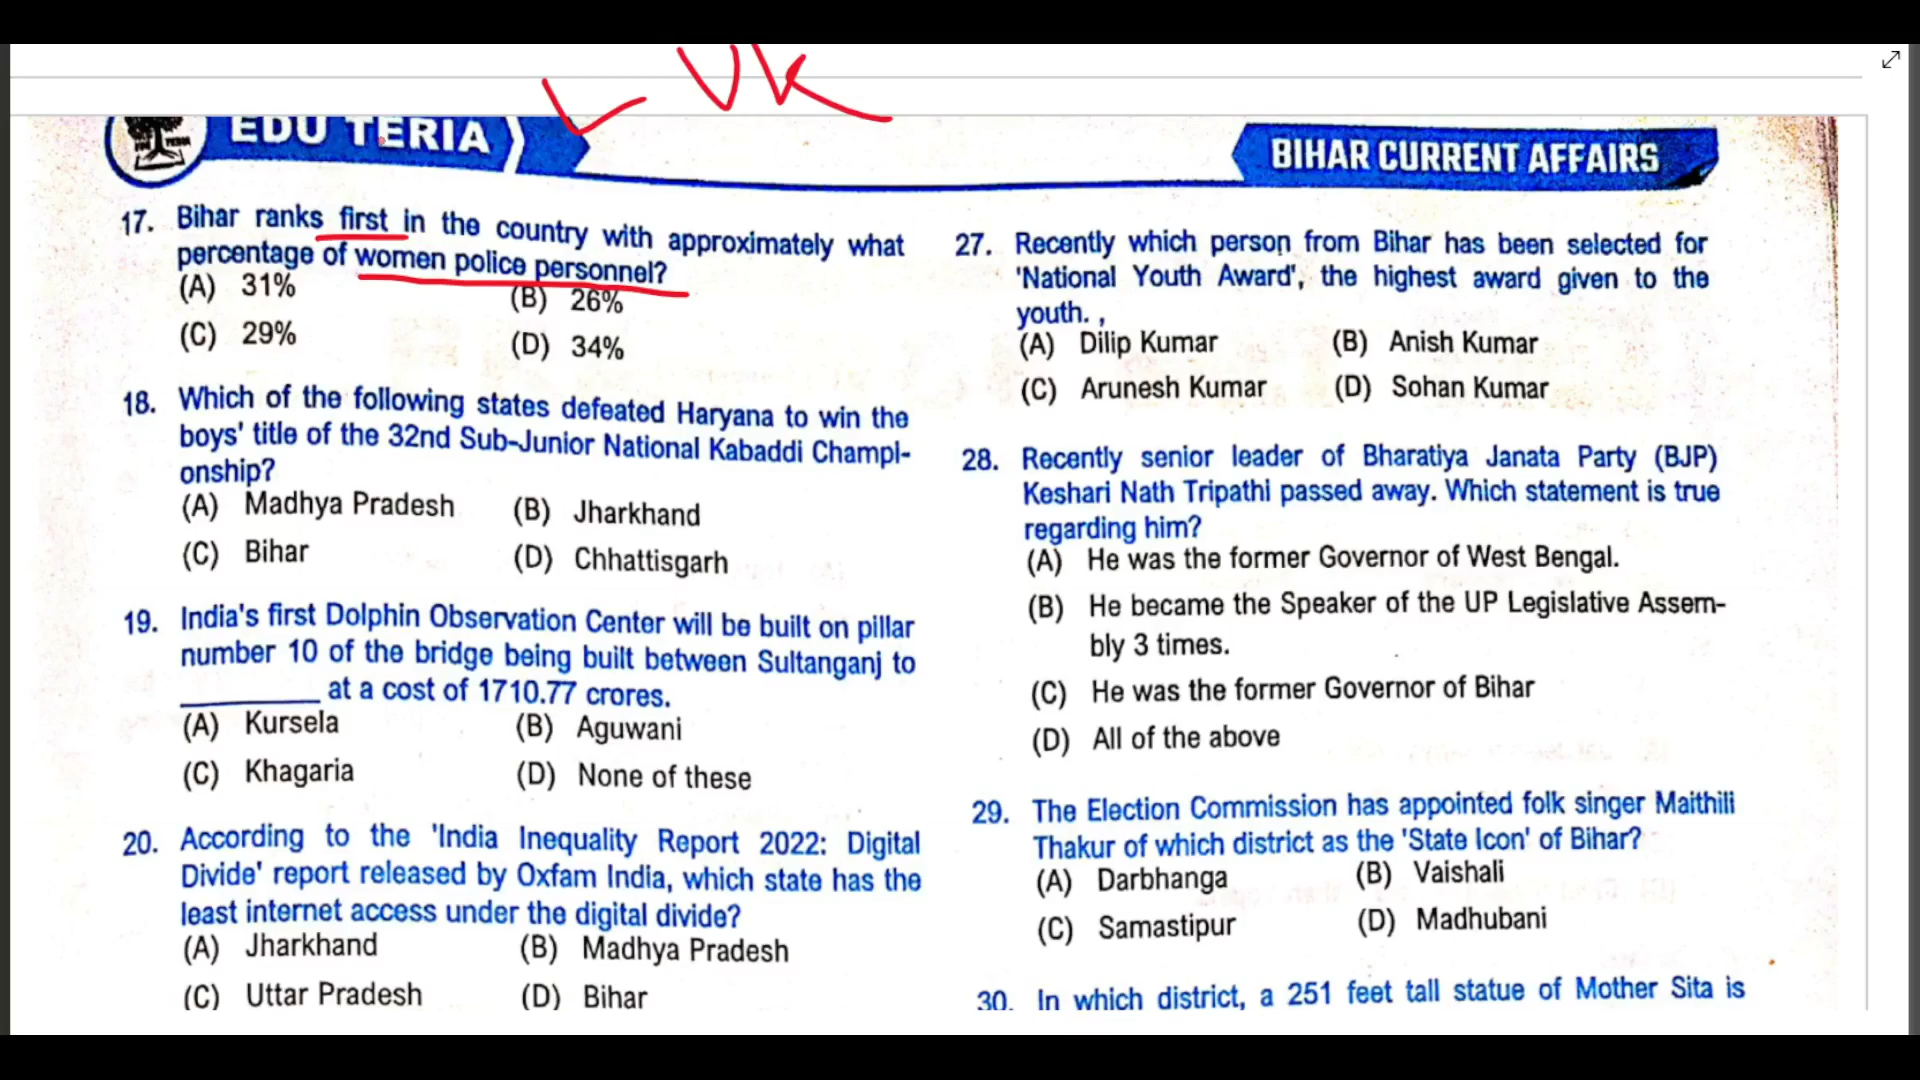 EDU TERIA
BIHAR CURRENT AFFAIRS
17. Bihar ranks first in the country with approximately what
percentage of women police personnel?
(A) 31% (B) 26%
(C) 29% (D) 34%
18. Which of the following states defeated Haryana to win the
boys' title of the 32nd Sub-Junior National Kabaddi Champi-
onship?
(A) Madhya Pradesh (B) Jharkhand
(C) Bihar (D) Chhattisgarh
19. India's first Dolphin Observation Center will be built on pillar
number 10 of the bridge being built between Sultanganj to
________ at a cost of 1710.77 crores.
(A) Kursela (B) Aguwani
(C) Khagaria (D) None of these
20. According to the 'India Inequality Report 2022: Digital
Divide' report released by Oxfam India, which state has the
least internet access under the digital divide?
(A) Jharkhand (B) Madhya Pradesh
(C) Uttar Pradesh (D) Bihar
27. Recently which person from Bihar has been selected for
'National Youth Award', the highest award given to the
youth. ,
(A) Dilip Kumar (B) Anish Kumar
(C) Arunesh Kumar (D) Sohan Kumar
28. Recently senior leader of Bharatiya Janata Party (BJP)
Keshari Nath Tripathi passed away. Which statement is true
regarding him?
(A) He was the former Governor of West Bengal.
(B) He became the Speaker of the UP Legislative Assem-
bly 3 times.
(C) He was the former Governor of Bihar
(D) All of the above
29. The Election Commission has appointed folk singer Maithili
Thakur of which district as the 'State Icon' of Bihar?
(A) Darbhanga (B) Vaishali
(C) Samastipur (D) Madhubani
30. In which district, a 251 feet tall statue of Mother Sita is